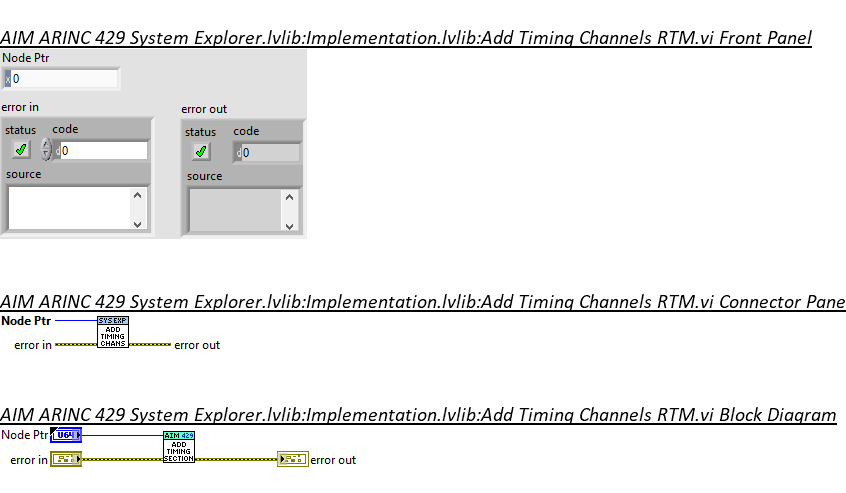 AIM ARINC 429 System Explorer.lvlib:Implementation.lvlib:Add Timing Channels RTM.vi Front Panel
Node Ptr
x 0
error in
error out
status code
status code
d 0
d 0
source
source
AIM ARINC 429 System Explorer.lvlib:Implementation.lvlib:Add Timing Channels RTM.vi Connector Pane
Node Ptr
SYS EXP
ADD
TIMING
CHANS
error in
error out
AIM ARINC 429 System Explorer.lvlib:Implementation.lvlib:Add Timing Channels RTM.vi Block Diagram
Node Ptr
U64
AIM 429
ADD
TIMING
SECTION
error in
error out